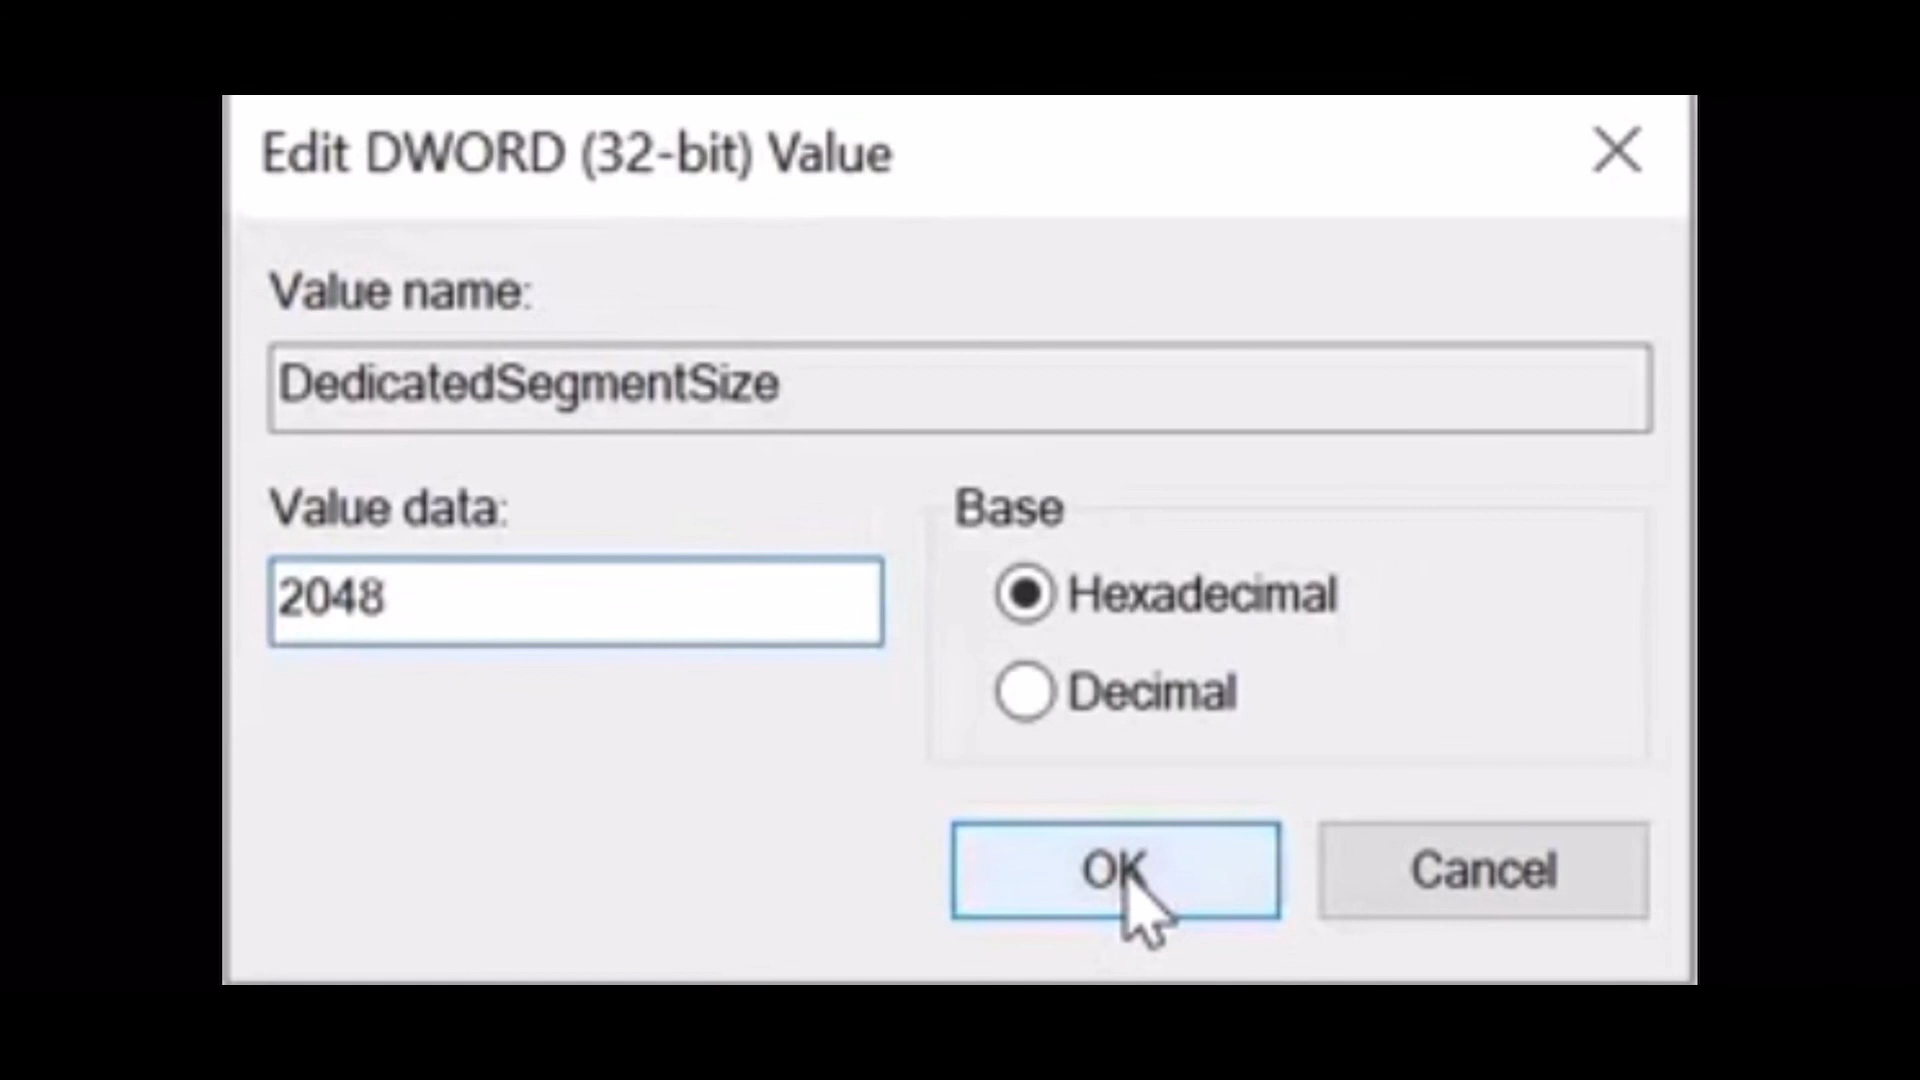 Edit DWORD (32-bit) Value
Value name:
DedicatedSegmentSize
Value data:
Base
2048
Hexadecimal
Decimal
OK
Cancel